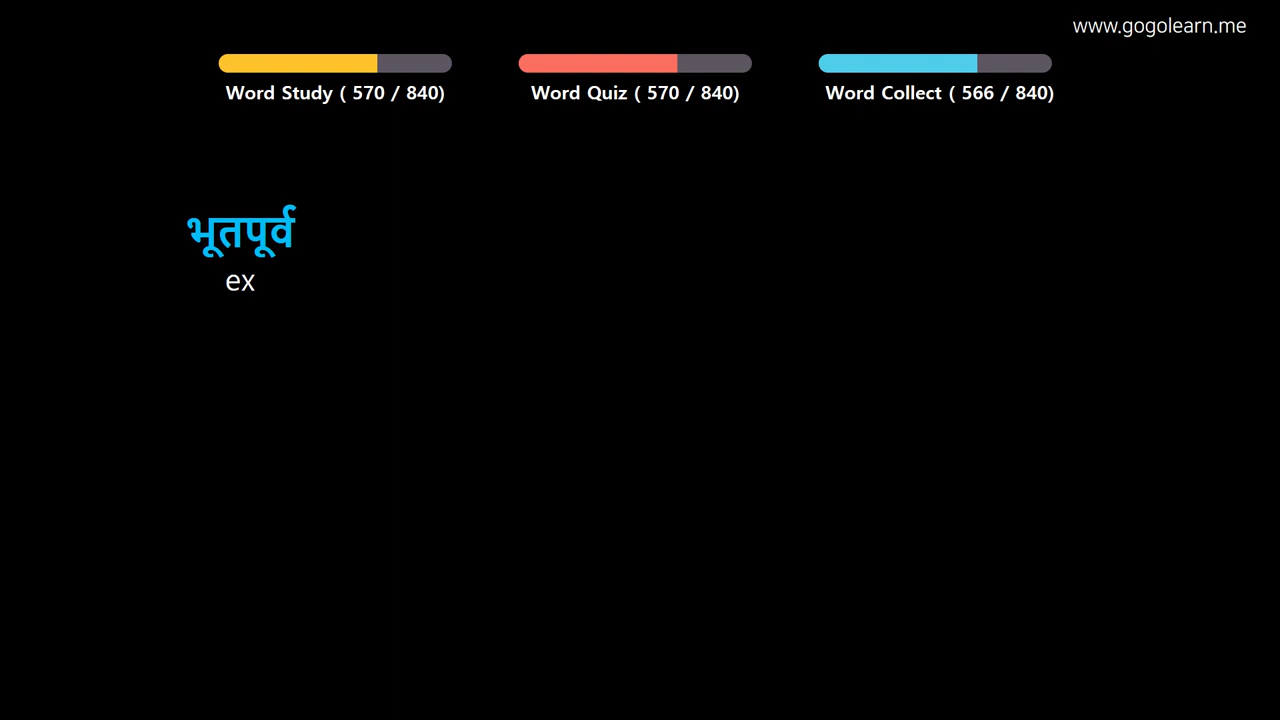 www.gogolearn.me
Word Study ( 570 / 840)
Word Quiz ( 570 / 840)
Word Collect ( 566 / 840)
भूतपूर्व
ex